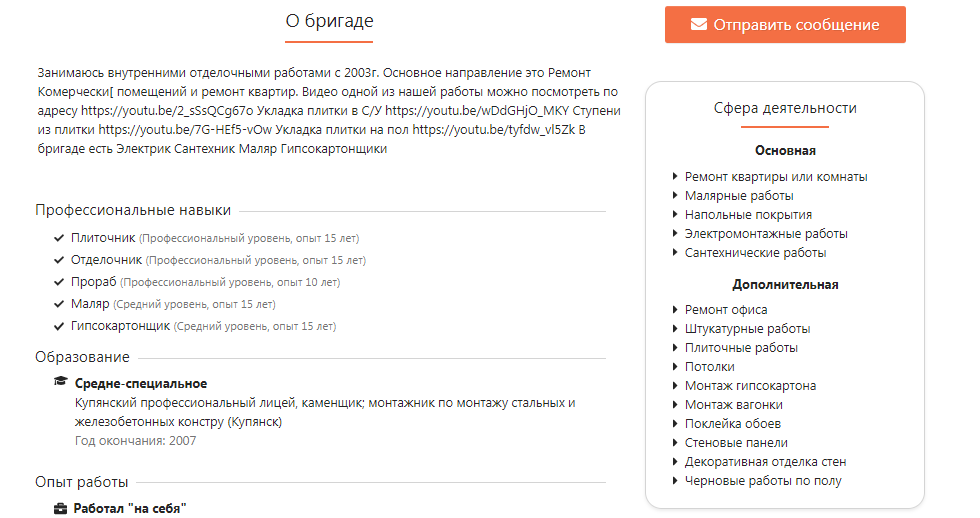 О бригаде
Занимаюсь внутренними отделочными работами с 2003г. Основное направление это Ремонт
Комерчески[ помещений и ремонт квартир. Видео одной из нашей работы можно посмотреть по
адресу https://youtu.be/2_sSsQCg67o Укладка плитки в С/У https://youtu.be/wDdGHjO_MKY Ступени
из плитки https://youtu.be/7G-HEf5-vOw Укладка плитки на пол https://youtu.be/tyfdw_vl5Zk В
бригаде есть Электрик Сантехник Маляр Гипсокартонщики
Профессиональные навыки
Плиточник (Профессиональный уровень, опыт 15 лет)
Отделочник (Профессиональный уровень, опыт 15 лет)
Прораб (Профессиональный уровень, опыт 10 лет)
Маляр (Средний уровень, опыт 15 лет)
Гипсокартонщик (Средний уровень, опыт 15 лет)
Образование
Средне-специальное
Купянский профессиональный лицей, каменщик; монтажник по монтажу стальных и
железобетонных констру (Купянск)
Год окончания: 2007
Опыт работы
Работал "на себя"
Отправить сообщение
Сфера деятельности
Основная
Ремонт квартиры или комнаты
Малярные работы
Напольные покрытия
Электромонтажные работы
Сантехнические работы
Дополнительная
Ремонт офиса
Штукатурные работы
Плиточные работы
Потолки
Монтаж гипсокартона
Монтаж вагонки
Поклейка обоев
Стеновые панели
Декоративная отделка стен
Черновые работы по полу